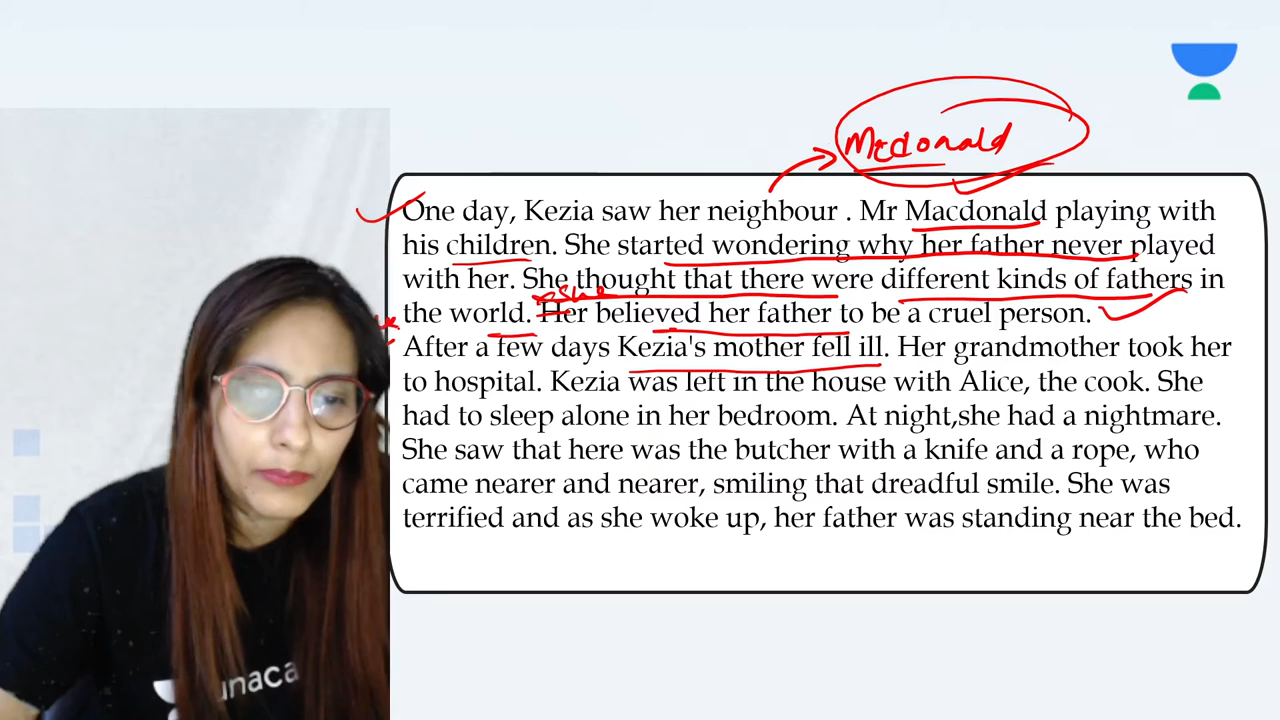 Mcdonald
One day, Kezia saw her neighbour . Mr Macdonald playing with
his children. She started wondering why her father never played
with her. She thought that there were different kinds of fathers in
she
the world. Her believed her father to be a cruel person.
After a few days Kezia's mother fell ill. Her grandmother took her
to hospital. Kezia was left in the house with Alice, the cook. She
had to sleep alone in her bedroom. At night,she had a nightmare.
She saw that here was the butcher with a knife and a rope, who
came nearer and nearer, smiling that dreadful smile. She was
terrified and as she woke up, her father was standing near the bed.
unaca